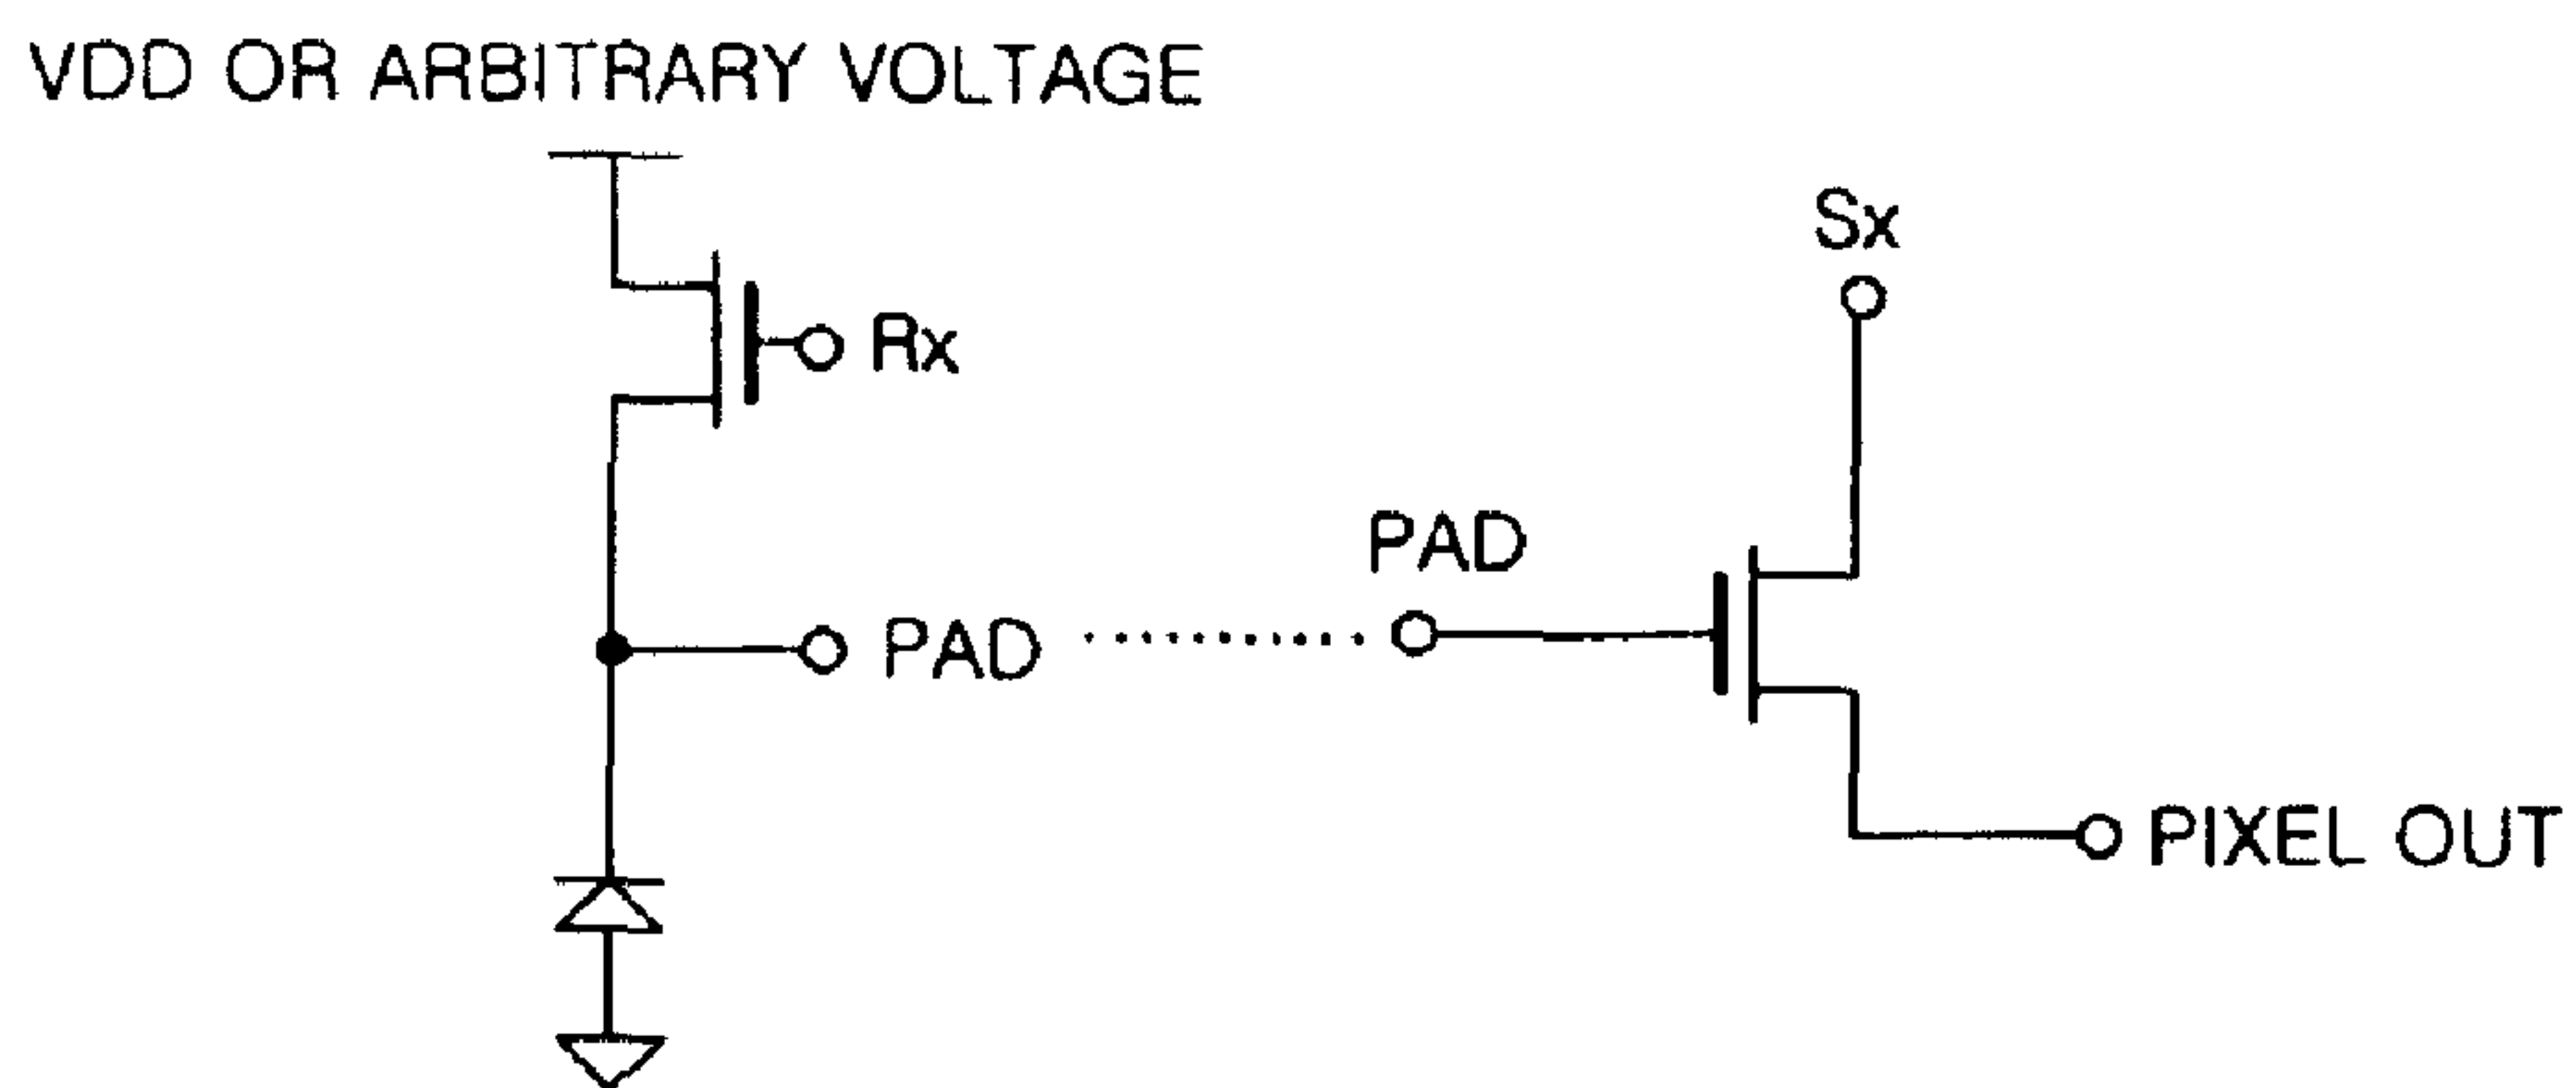 VDD OR ARBITRARY VOLTAGE
Sx
Rx
PAD
PAD
PIXEL OUT